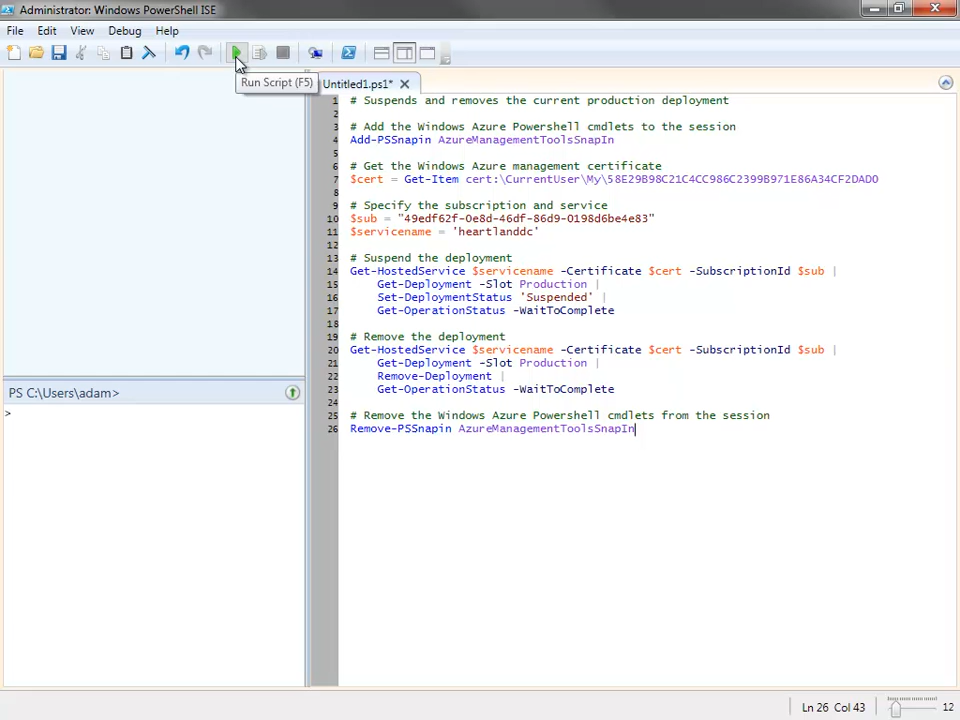 Administrator: Windows PowerShell ISE
File Edit View Debug Help
Run Script (F5)
Untitled1.ps1*
1 # Suspends and removes the current production deployment
2
3 # Add the Windows Azure Powershell cmdlets to the session
4 Add-PSSnapin AzureManagementToolsSnapIn
5
6 # Get the Windows Azure management certificate
7 $cert = Get-Item cert:\CurrentUser\My\58E29B98C21C4CC986C2399B971E86A34CF2DAD0
8
9 # Specify the subscription and service
10 $sub = "49edf62f-0e8d-46df-86d9-0198d6be4e83"
11 $servicename = 'heartlanddc'
12
13 # Suspend the deployment
14 Get-HostedService $servicename -Certificate $cert -SubscriptionId $sub |
15 Get-Deployment -Slot Production |
16 Set-DeploymentStatus 'Suspended' |
17 Get-OperationStatus -WaitToComplete
18
19 # Remove the deployment
20 Get-HostedService $servicename -Certificate $cert -SubscriptionId $sub |
21 Get-Deployment -Slot Production |
22 Remove-Deployment |
23 Get-OperationStatus -WaitToComplete
24
25 # Remove the Windows Azure Powershell cmdlets from the session
26 Remove-PSSnapin AzureManagementToolsSnapIn
PS C:\Users\adam>
>
Ln 26 Col 43 12